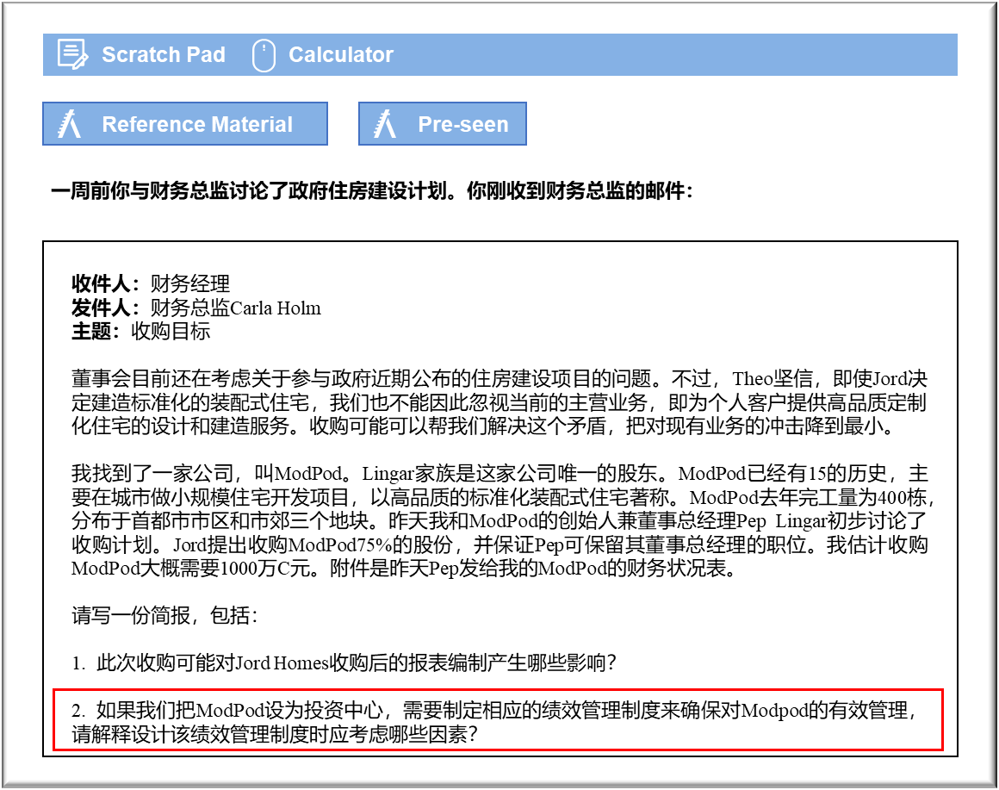 Scratch Pad Calculator
Reference Material Pre-seen
一周前你与财务总监讨论了政府住房建设计划。你刚收到财务总监的邮件：
收件人：财务经理
发件人：财务总监Carla Holm
主题：收购目标
董事会目前还在考虑关于参与政府近期公布的住房建设项目的问题。不过，Theo坚信，即使Jord决
定建造标准化的装配式住宅，我们也不能因此忽视当前的主营业务，即为个人客户提供高品质定制
化住宅的设计和建造服务。收购可能可以帮我们解决这个矛盾，把对现有业务的冲击降到最小。
我找到了一家公司，叫ModPod。Lingar家族是这家公司唯一的股东。ModPod已经有15的历史，主
要在城市做小规模住宅开发项目，以高品质的标准化装配式住宅著称。ModPod去年完工量为400栋，
分布于首都市市区和市郊三个地块。昨天我和ModPod的创始人兼董事总经理Pep Lingar初步讨论了
收购计划。Jord提出收购ModPod75%的股份，并保证Pep可保留其董事总经理的职位。我估计收购
ModPod大概需要1000万C元。附件是昨天Pep发给我的ModPod的财务状况表。
请写一份简报，包括：
1. 此次收购可能对Jord Homes收购后的报表编制产生哪些影响？
2. 如果我们把ModPod设为投资中心，需要制定相应的绩效管理制度来确保对Modpod的有效管理，
请解释设计该绩效管理制度时应考虑哪些因素？